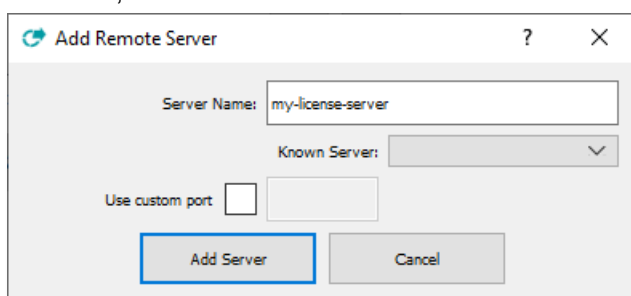 Add Remote Server
Server Name: my-license-server
Known Server:
Use custom port
Add Server Cancel